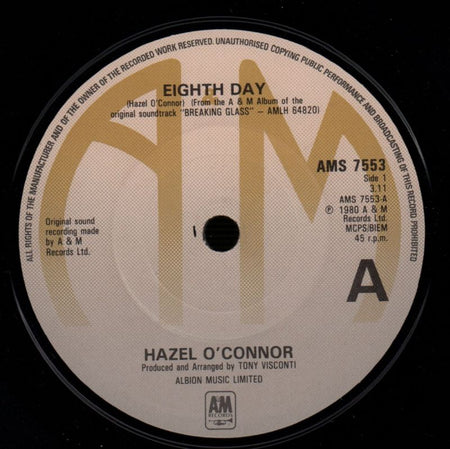 ALL RIGHTS OF THE MANUFACTURER AND OF THE OWNER OF THE RECORDED WORK RESERVED. UNAUTHORISED COPYING PUBLIC PERFORMANCE AND BROADCASTING OF THIS RECORD PROHIBITED
EIGHTH DAY
(Hazel O'Connor) (From the A & M Album of the
original soundtrack "BREAKING GLASS" – AMLH 64820)
AMS 7553
Side 1
3.11
AMS 7553-A
℗ 1980 A & M
Records Ltd.
MCPS/BIEM
45 r.p.m.
Original sound
recording made
by A & M
Records Ltd.
A
HAZEL O'CONNOR
Produced and Arranged by TONY VISCONTI
ALBION MUSIC LIMITED
AM
RECORDS